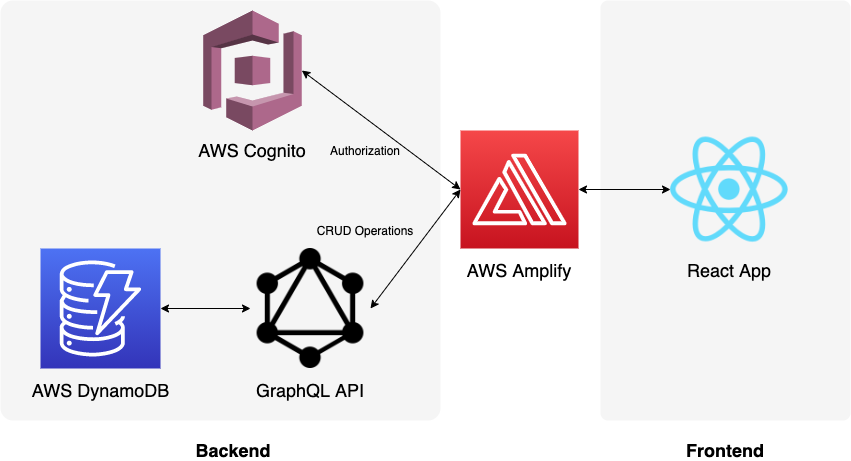 AWS Cognito
Authorization
CRUD Operations
AWS Amplify
React App
AWS DynamoDB
GraphQL API
Backend
Frontend